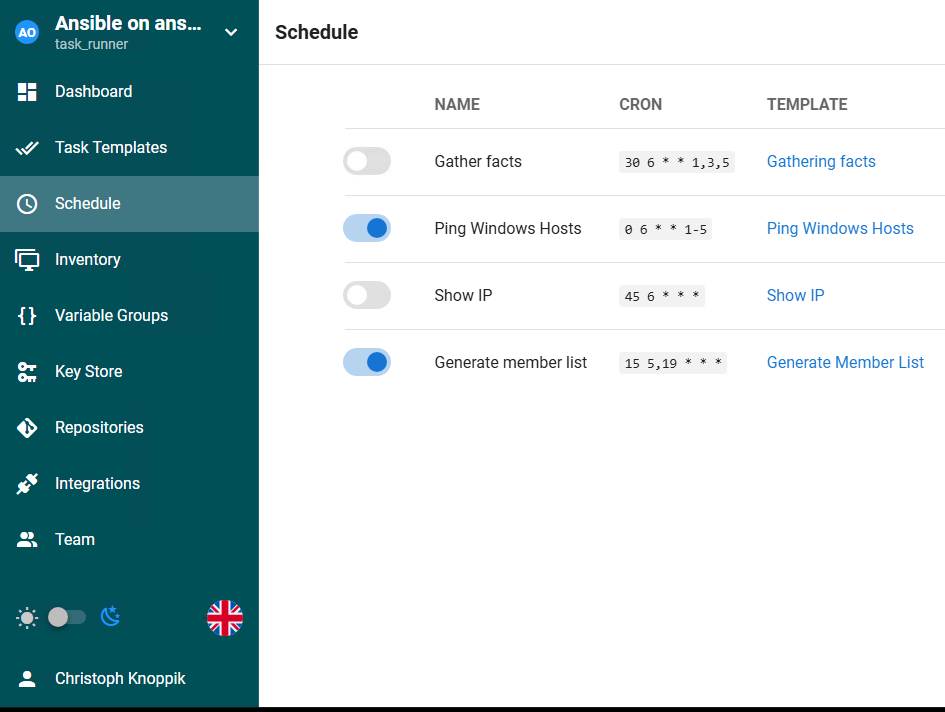 AO
Ansible on ans...
task_runner
Dashboard
Task Templates
Schedule
Inventory
Variable Groups
Key Store
Repositories
Integrations
Team
Christoph Knoppik
Schedule
NAME CRON TEMPLATE
Gather facts 30 6 * * 1,3,5 Gathering facts
Ping Windows Hosts 0 6 * * 1-5 Ping Windows Hosts
Show IP 45 6 * * * Show IP
Generate member list 15 5,19 * * * Generate Member List